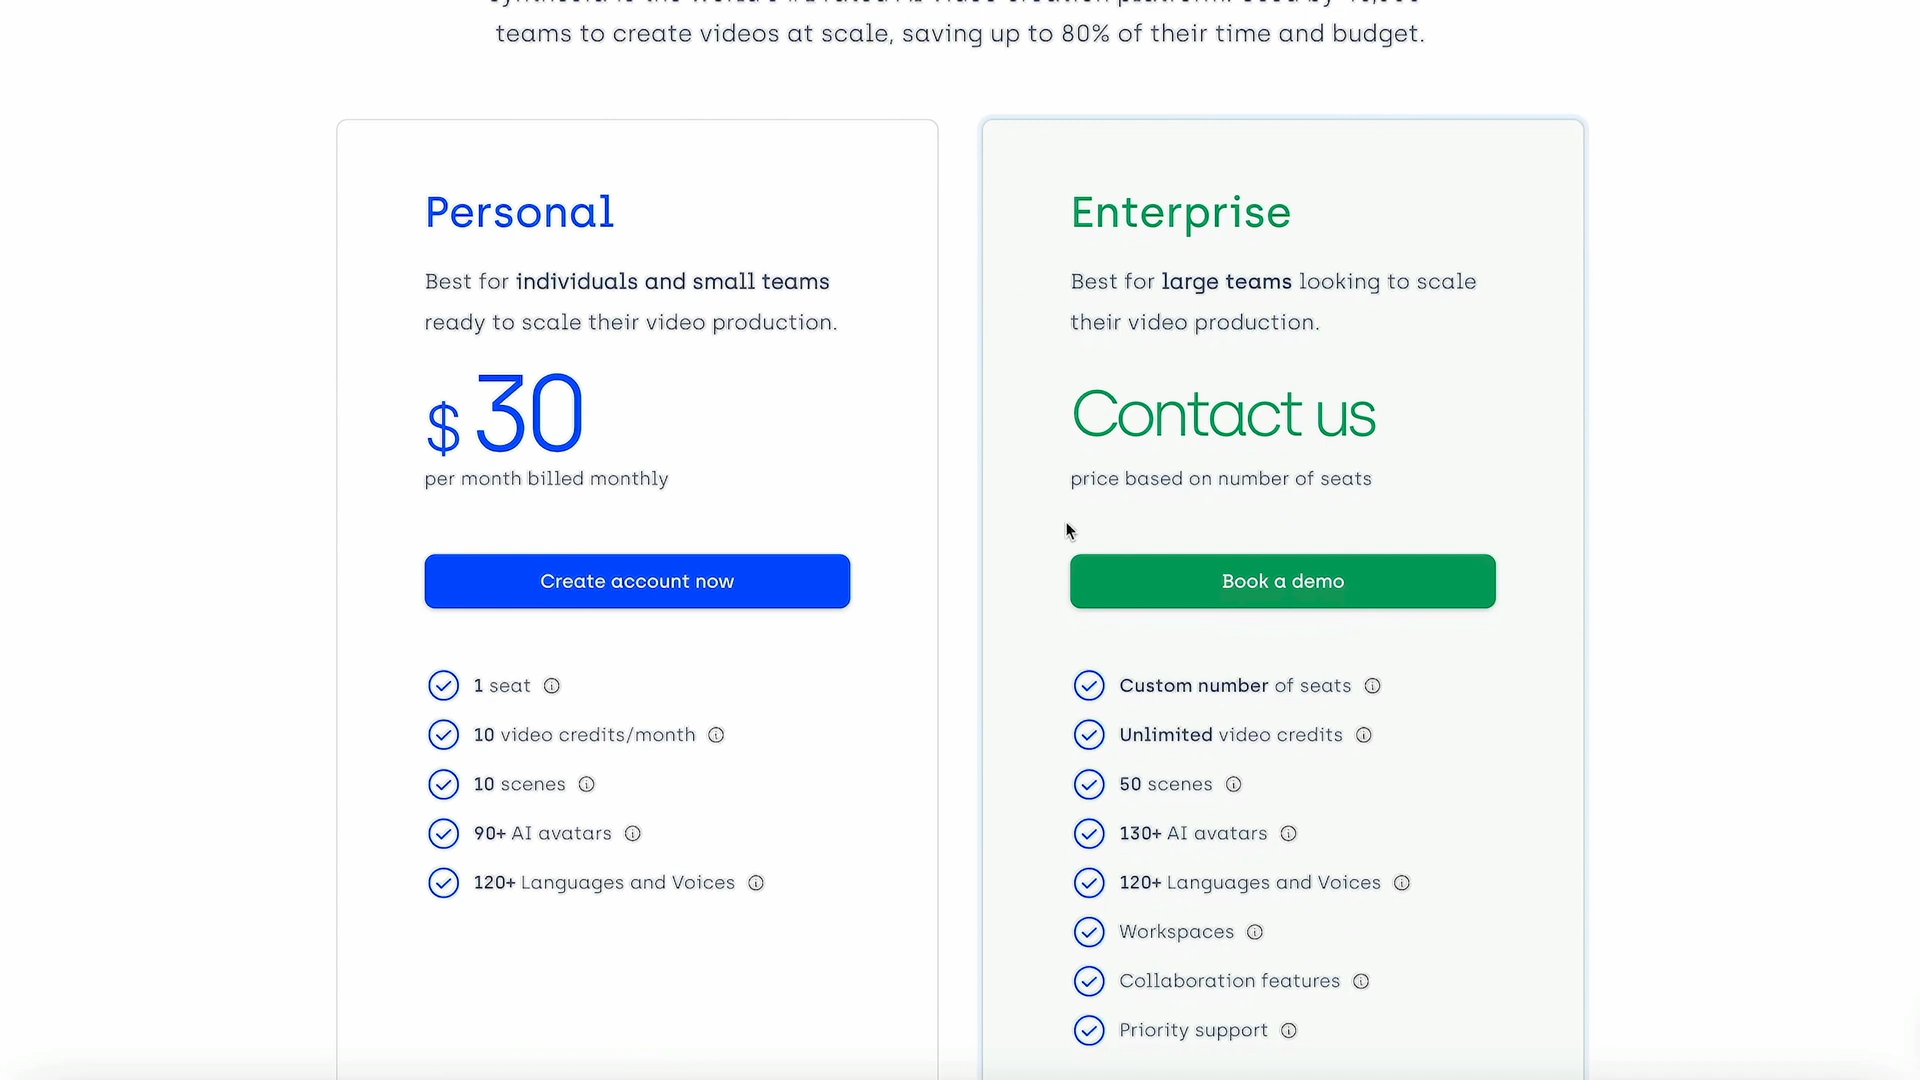 teams to create videos at scale, saving up to 80% of their time and budget.
Personal
Best for individuals and small teams
ready to scale their video production.
$ 30
per month billed monthly
Create account now
1 seat
10 video credits/month
10 scenes
90+ AI avatars
120+ Languages and Voices
Enterprise
Best for large teams looking to scale
their video production.
Contact us
price based on number of seats
Book a demo
Custom number of seats
Unlimited video credits
50 scenes
130+ AI avatars
120+ Languages and Voices
Workspaces
Collaboration features
Priority support